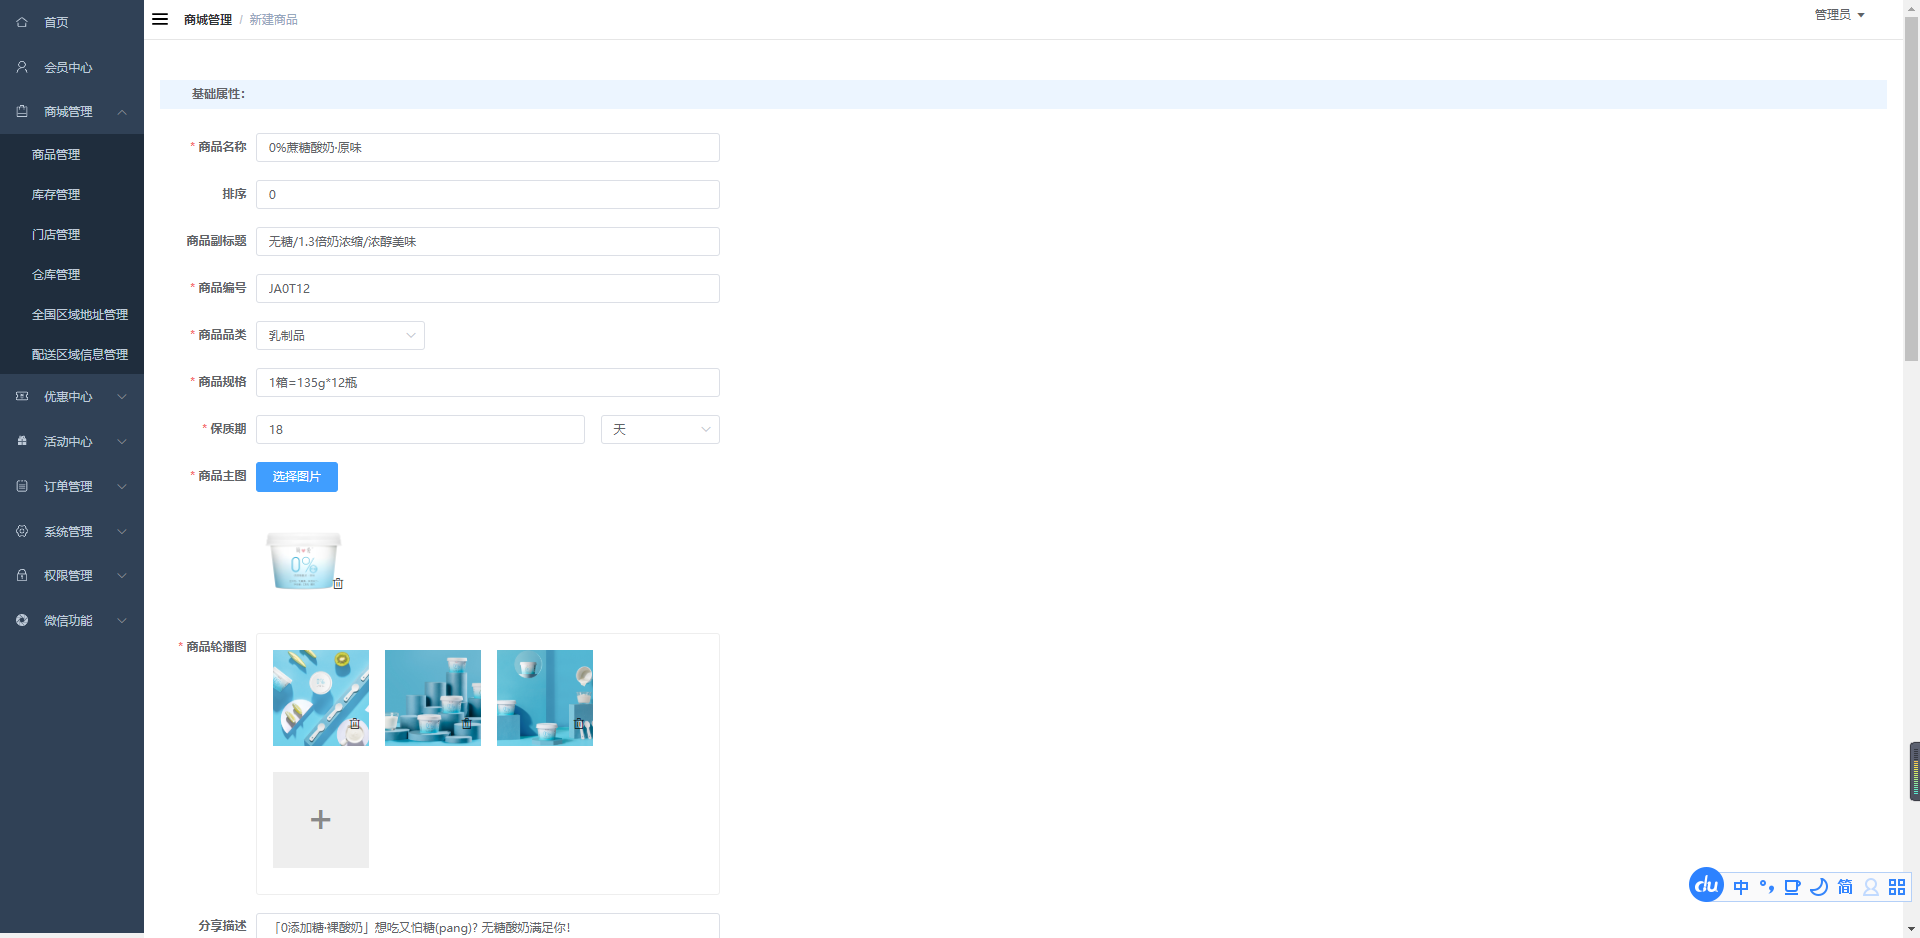 首页
会员中心
商城管理
商品管理
库存管理
门店管理
仓库管理
全国区域地址管理
配送区域信息管理
优惠中心
活动中心
订单管理
系统管理
权限管理
微信功能
商城管理 / 新建商品
管理员
基础属性：
* 商品名称 0%蔗糖酸奶·原味
排序 0
商品副标题 无糖/1.3倍奶浓缩/浓醇美味
* 商品编号 JA0T12
* 商品品类 乳制品
* 商品规格 1箱=135g*12瓶
* 保质期 18 天
* 商品主图 选择图片
0%
* 商品轮播图
+
分享描述 「0添加糖·裸酸奶」想吃又怕糖(pang)? 无糖酸奶满足你!
du 中 °, 简